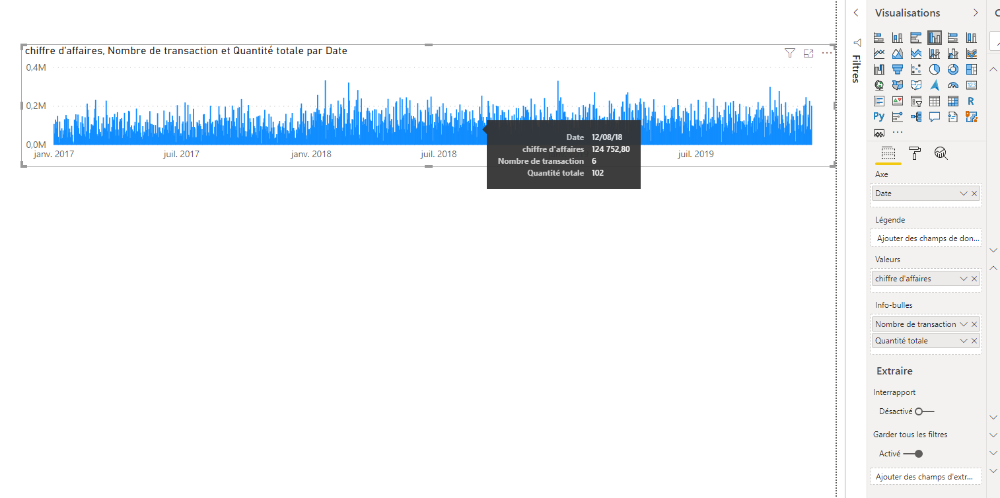 chiffre d'affaires, Nombre de transaction et Quantité totale par Date
0,4M
0,2M
0,0M
janv. 2017
juil. 2017
janv. 2018
juil. 2018
juil. 2019
Date 12/08/18
chiffre d'affaires 124 752,80
Nombre de transaction 6
Quantité totale 102
Filtres
Visualisations
123
R
Py
Axe
Date
Légende
Ajouter des champs de don...
Valeurs
chiffre d'affaires
Info-bulles
Nombre de transaction
Quantité totale
Extraire
Interrapport
Désactivé
Garder tous les filtres
Activé
Ajouter des champs d'extr...